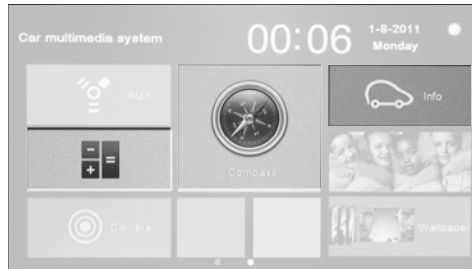 Car multimedia system
00:06
1-8-2011
Monday
AUX
Compass
Info
Camera
Wallpaper